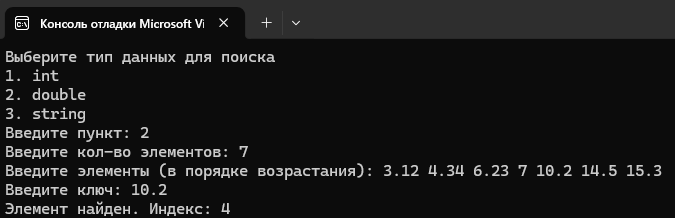 Консоль отладки Microsoft Vi
Выберите тип данных для поиска
1. int
2. double
3. string
Введите пункт: 2
Введите кол-во элементов: 7
Введите элементы (в порядке возрастания): 3.12 4.34 6.23 7 10.2 14.5 15.3
Введите ключ: 10.2
Элемент найден. Индекс: 4